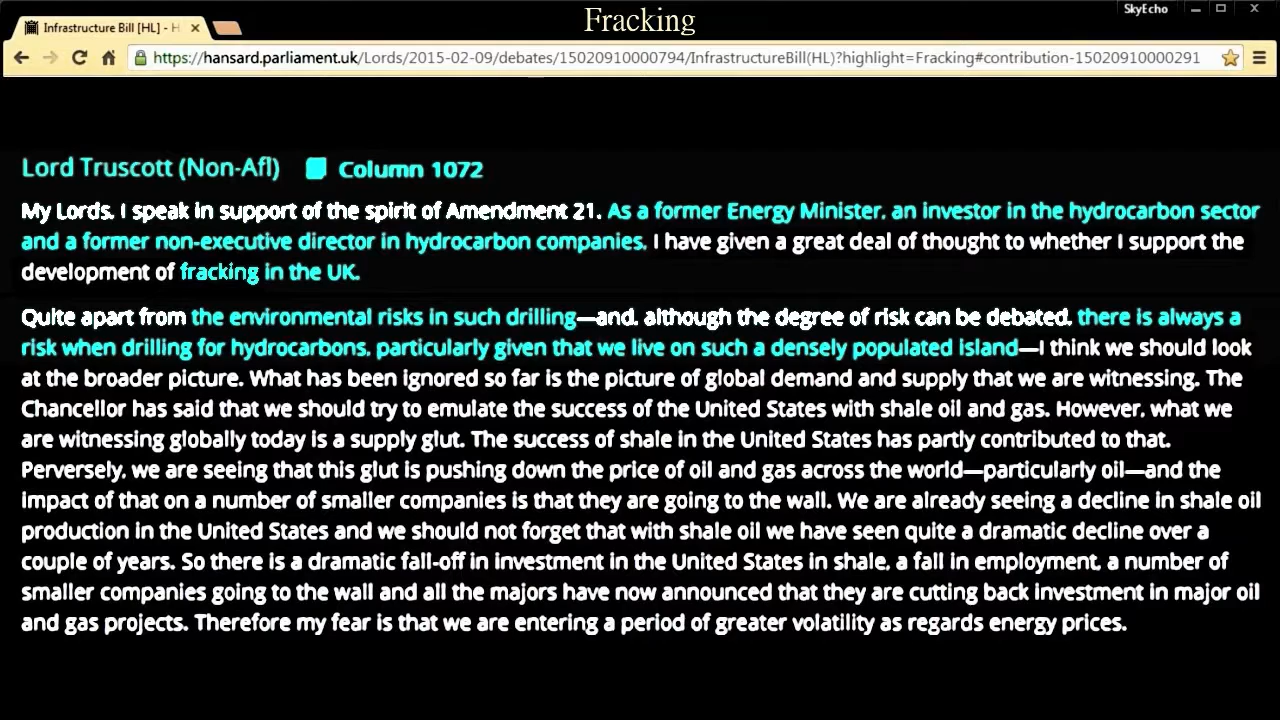 Fracking
SkyEcho
Infrastructure Bill [HL] - H
https://hansard.parliament.uk/Lords/2015-02-09/debates/15020910000794/InfrastructureBill(HL)?highlight=Fracking#contribution-15020910000291
Lord Truscott (Non-Afl) Column 1072
My Lords, I speak in support of the spirit of Amendment 21. As a former Energy Minister, an investor in the hydrocarbon sector
and a former non-executive director in hydrocarbon companies, I have given a great deal of thought to whether I support the
development of fracking in the UK.
Quite apart from the environmental risks in such drilling—and, although the degree of risk can be debated, there is always a
risk when drilling for hydrocarbons, particularly given that we live on such a densely populated island—I think we should look
at the broader picture. What has been ignored so far is the picture of global demand and supply that we are witnessing. The
Chancellor has said that we should try to emulate the success of the United States with shale oil and gas. However, what we
are witnessing globally today is a supply glut. The success of shale in the United States has partly contributed to that.
Perversely, we are seeing that this glut is pushing down the price of oil and gas across the world—particularly oil—and the
impact of that on a number of smaller companies is that they are going to the wall. We are already seeing a decline in shale oil
production in the United States and we should not forget that with shale oil we have seen quite a dramatic decline over a
couple of years. So there is a dramatic fall-off in investment in the United States in shale, a fall in employment, a number of
smaller companies going to the wall and all the majors have now announced that they are cutting back investment in major oil
and gas projects. Therefore my fear is that we are entering a period of greater volatility as regards energy prices.